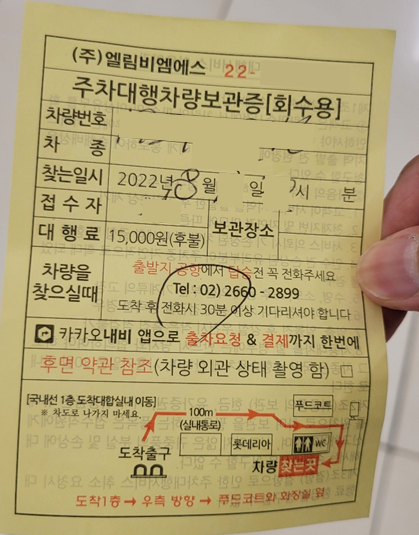 (주)엘림비엠에스 22-
주차대행차량보관증[회수용]
차량번호
차 종
찾는일시 2022년 8월 일 시 분
접 수 자
대 행 료 15,000원(후불) 보관장소
차량을 찾으실때
출발지 공항에서 탑승전 꼭 전화주세요
Tel : 02) 2660 - 2899
도착 후 전화시 30분 이상 기다리셔야 합니다
카카오내비 앱으로 출차요청 & 결제까지 한번에
후면 약관 참조(차량 외관 상태 촬영 함) □
[국내선 1층 도착대합실내 이동]
※ 차도로 나가지 마세요.
100m
(실내통로)
푸드코트
롯데리아
WC
도착출구
차량 찾는곳
도착1층 → 우측 방향 → 푸드코트와 화장실 옆